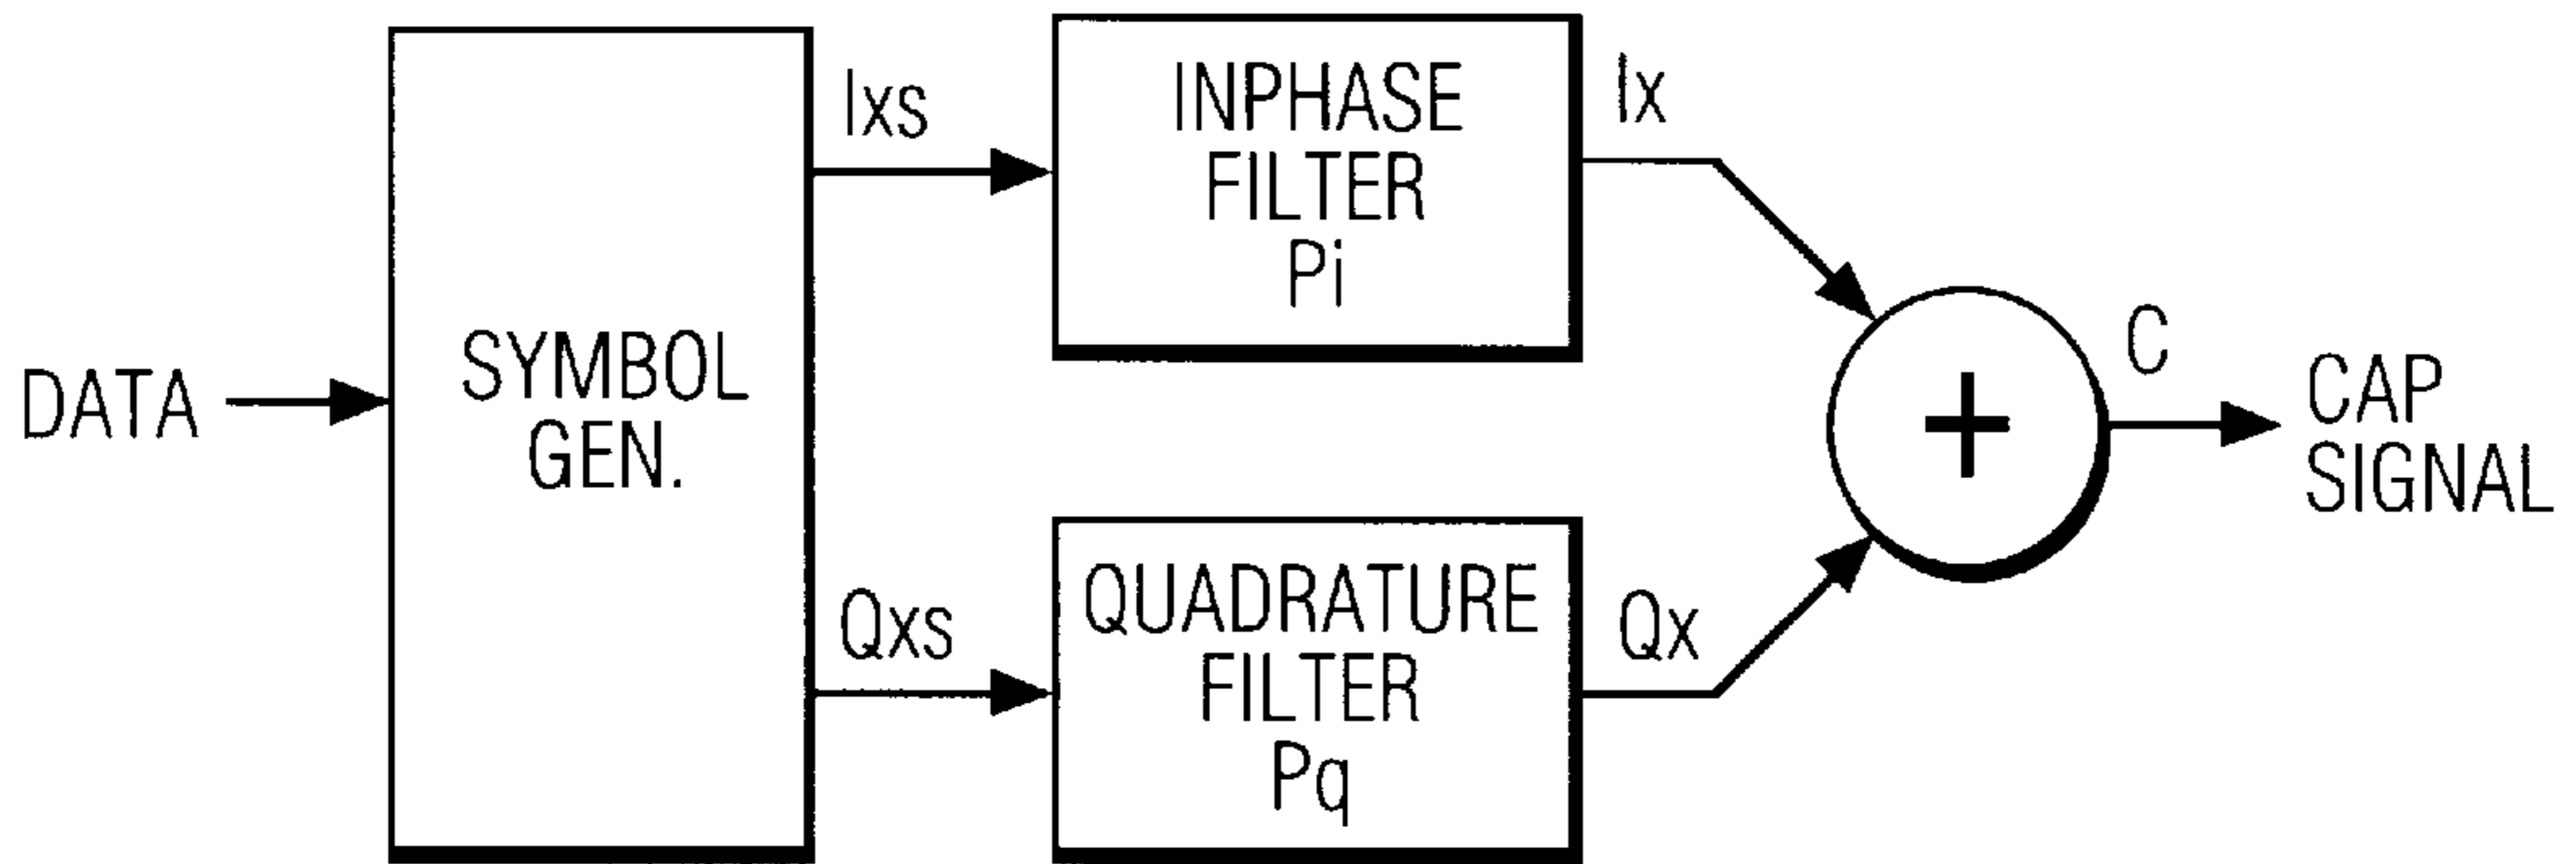 DATA
SYMBOL
GEN.
Ixs
Qxs
INPHASE
FILTER
Pi
QUADRATURE
FILTER
Pq
Ix
Qx
+
C
CAP
SIGNAL